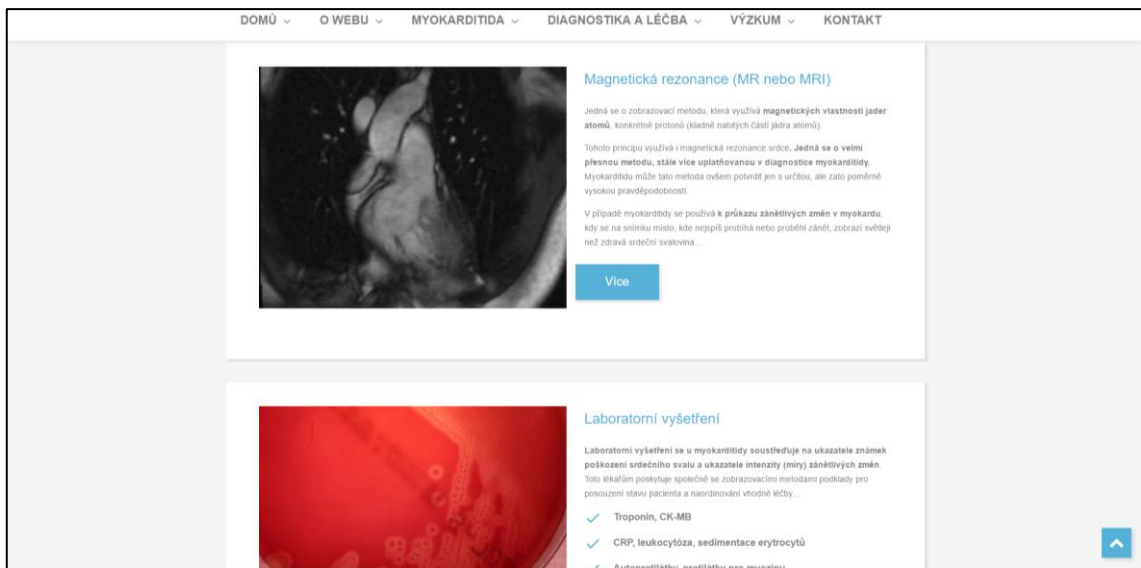 DOMŮ O WEBU MYOKARDITIDA DIAGNOSTIKA A LÉČBA VÝZKUM KONTAKT
Magnetická rezonance (MR nebo MRI)
Jedná se o zobrazovací metodu, která využívá magnetických vlastností jader
atomů, konkrétně protonů (kladně nabitých částí jádra atomů).
Tohoto principu využívá i magnetická rezonance srdce. Jedná se o velmi
přesnou metodu, stále více uplatňovanou v diagnostice myokarditidy.
Myokarditidu může tato metoda ovšem potvrdit jen s určitou, ale zato poměrně
vysokou pravděpodobností.
V případě myokarditidy se používá k průkazu zánětlivých změn v myokardu,
kdy se na snímku místo, kde nejspíš probíhá nebo proběhl zánět, zobrazí světleji
než zdravá srdeční svalovina...
Více
Laboratorní vyšetření
Laboratorní vyšetření se u myokarditidy soustřeďuje na ukazatele známek
poškození srdečního svalu a ukazatele intenzity (míry) zánětlivých změn.
Toto lékařům poskytuje společně se zobrazovacími metodami podklady pro
posouzení stavu pacienta a naordinování vhodné léčby...
Troponin, CK-MB
CRP, leukocytóza, sedimentace erytrocytů
Autoprotilátky, protilátky pro myozinu